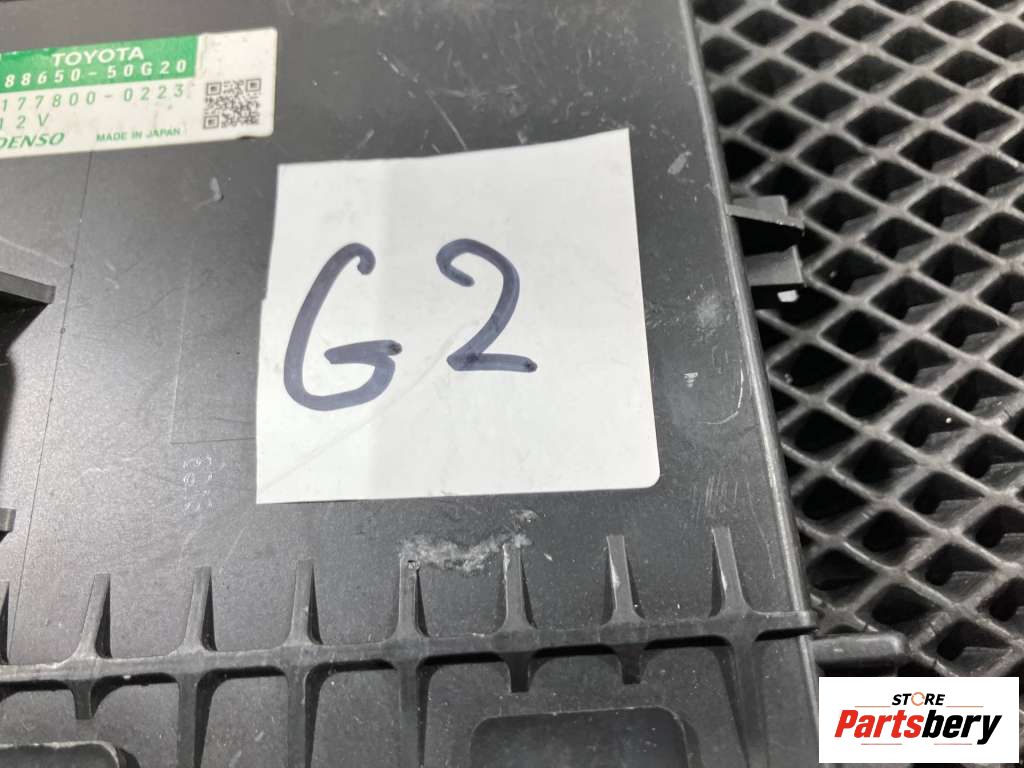 TOYOTA
88650-50G20
177800-0223
12V
DENSO MADE IN JAPAN
G2
STORE
Partsbery